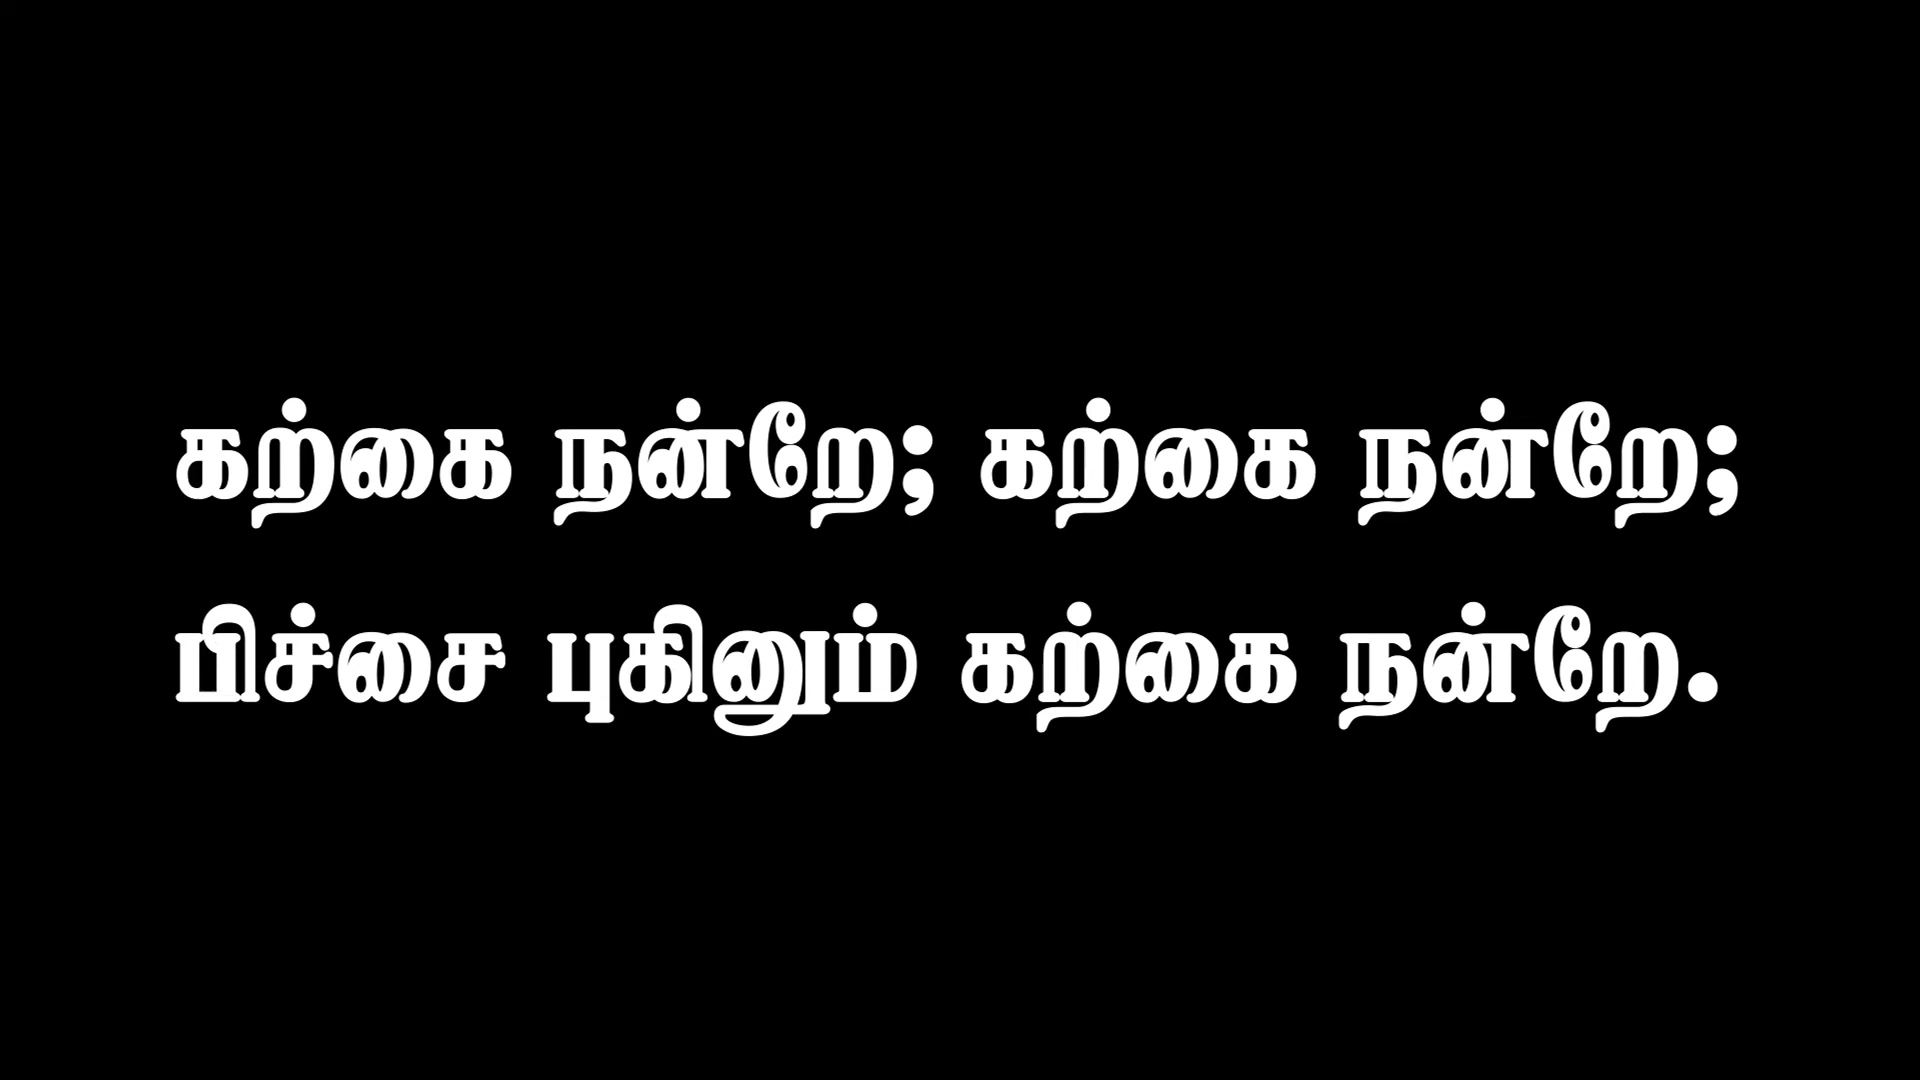 கற்கை நன்றே; கற்கை நன்றே;
பிச்சை புகினும் கற்கை நன்றே.